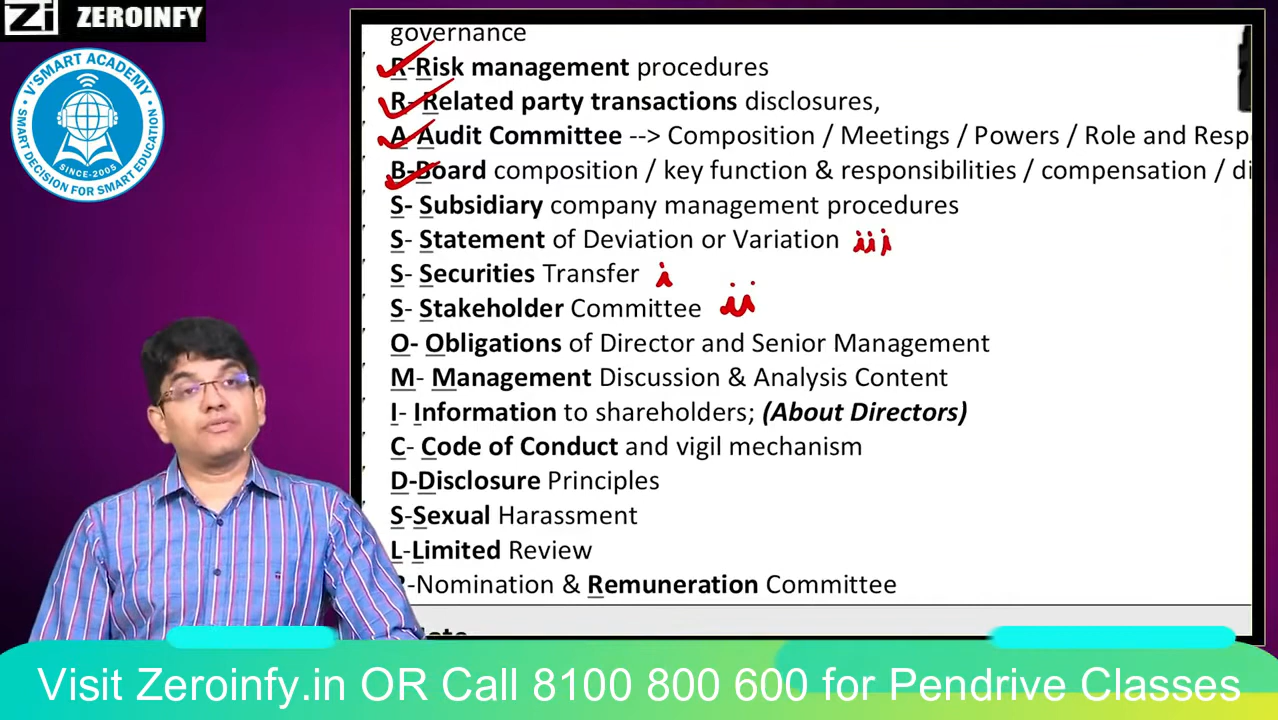 Zi ZEROINFY
V'SMART ACADEMY
SINCE-2005
SMART DECISION FOR SMART EDUCATION
governance
R-Risk management procedures
R- Related party transactions disclosures,
A-Audit Committee --> Composition / Meetings / Powers / Role and Resp
B-Board composition / key function & responsibilities / compensation / di
S- Subsidiary company management procedures
S- Statement of Deviation or Variation iii
S- Securities Transfer i
S- Stakeholder Committee ii
O- Obligations of Director and Senior Management
M- Management Discussion & Analysis Content
I- Information to shareholders; (About Directors)
C- Code of Conduct and vigil mechanism
D-Disclosure Principles
S-Sexual Harassment
L-Limited Review
-Nomination & Remuneration Committee
Visit Zeroinfy.in OR Call 8100 800 600 for Pendrive Classes